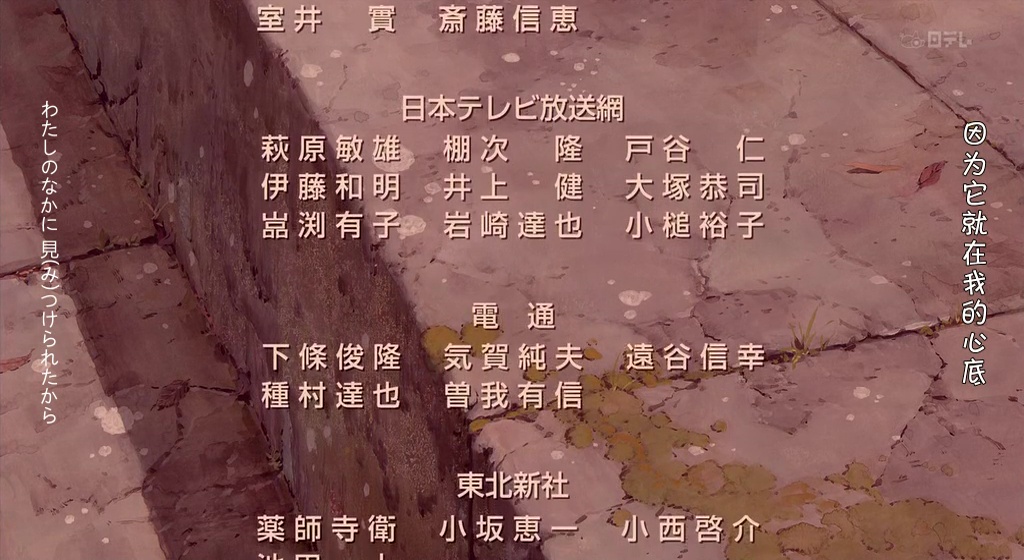 室井　實　斎藤信恵
日テレ
日本テレビ放送網
萩原敏雄　棚次　隆　戸谷　仁
伊藤和明　井上　健　大塚恭司
嵓渕有子　岩崎達也　小槌裕子
電　通
下條俊隆　気賀純夫　遠谷信幸
種村達也　曽我有信
東北新社
薬師寺衛　小坂恵一　小西啓介
わたしのなかに 見(み)つけられたから
因为它就在我的心底